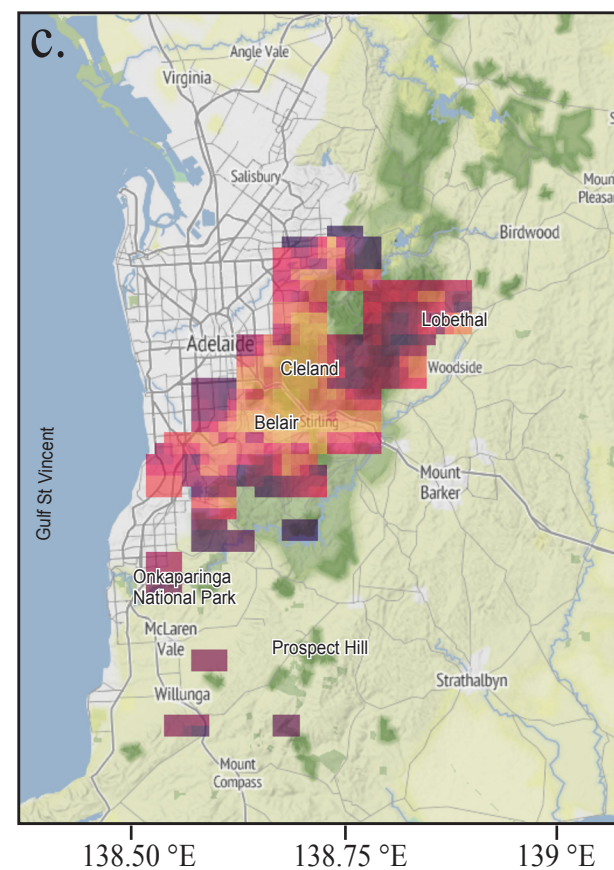 c.
Angle Vale
Virginia
Salisbury
Moun
Pleasa
Birdwood
Lobethal
Adelaide
Cleland
Woodside
Belair
Stirling
Gulf St Vincent
Mount
Barker
Onkaparinga
National Park
McLaren
Vale
Prospect Hill
Strathalbyn
Willunga
Mount
Compass
138.50 °E
138.75 °E
139 °E